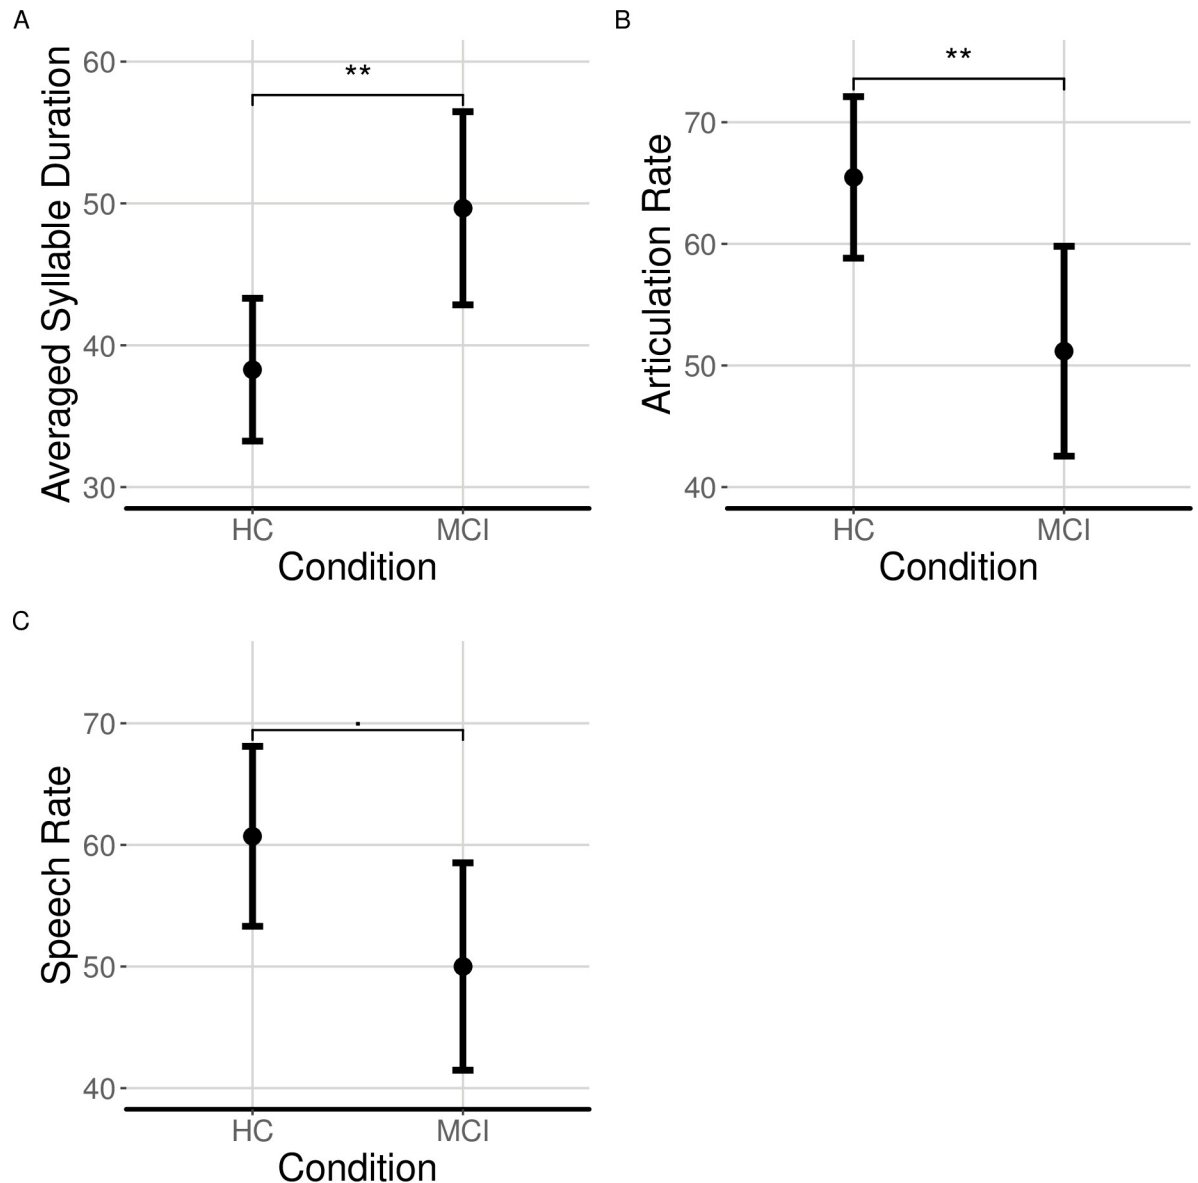 A
Averaged Syllable Duration
60
50
40
30
**
HC
MCI
Condition
B
Articulation Rate
70
60
50
40
**
HC
MCI
Condition
C
Speech Rate
70
60
50
40
.
HC
MCI
Condition